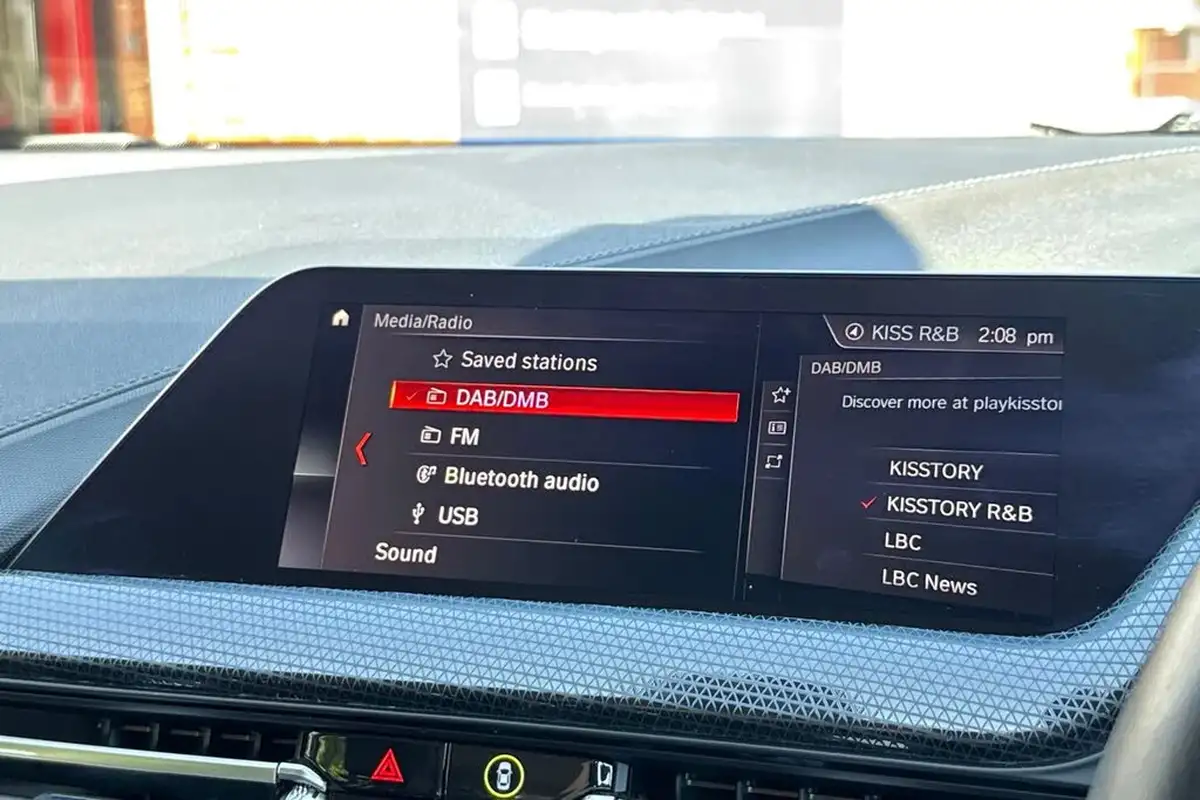 Media/Radio
Saved stations
DAB/DMB
FM
Bluetooth audio
USB
Sound
KISS R&B 2:08 pm
DAB/DMB
Discover more at playkisstor
KISSTORY
KISSTORY R&B
LBC
LBC News